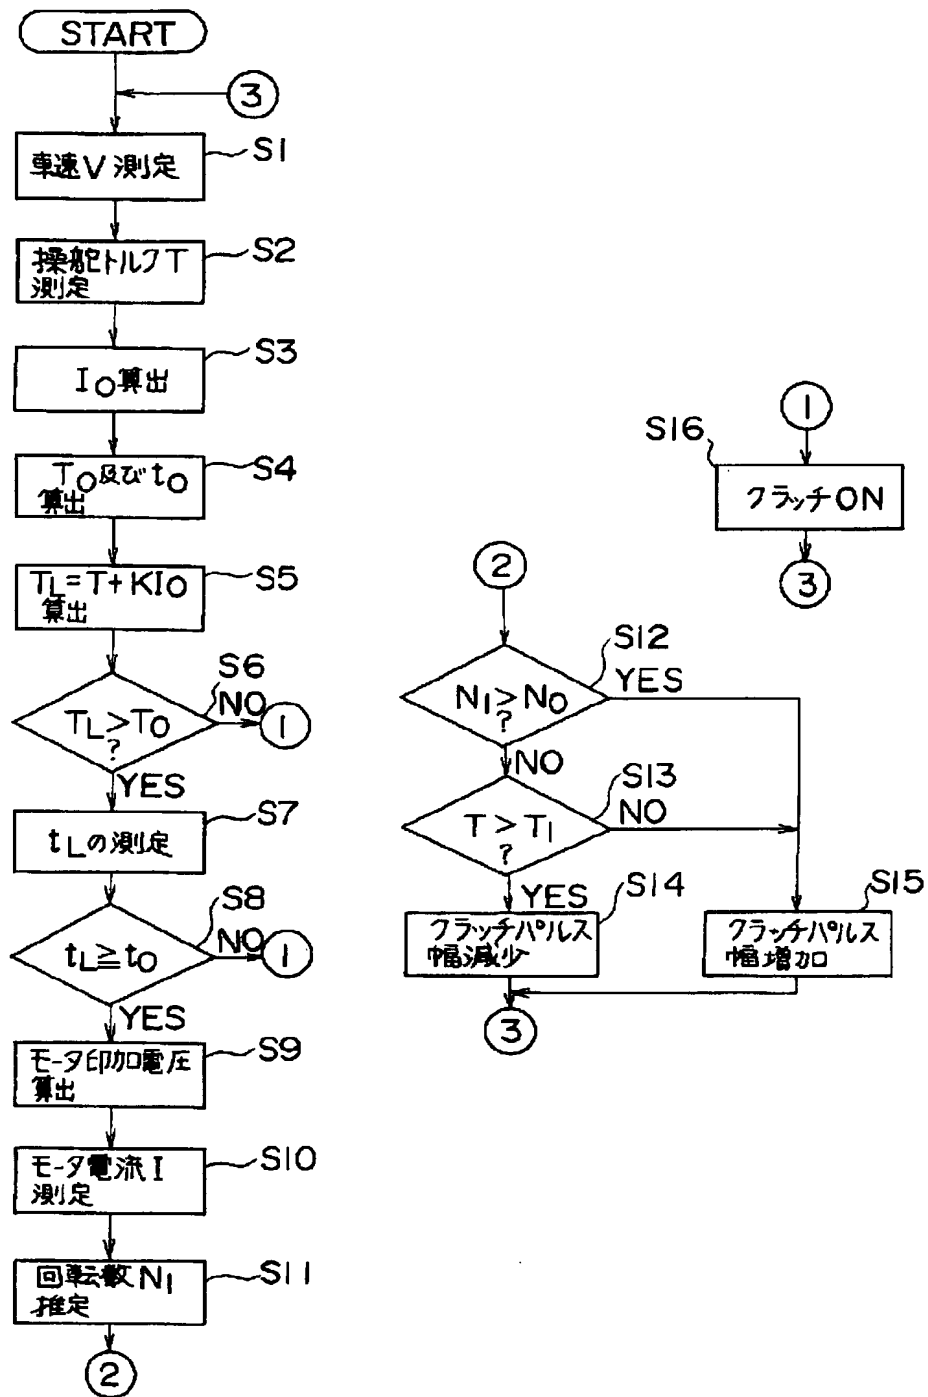 START
3
S1
車速V測定
S2
操舵トルクT
測定
S3
I0算出
S4
T0及びt0
算出
S5
TL=T+KI0
算出
S6
TL>T0
?
NO
1
YES
S7
tLの測定
S8
tL≧t0
NO
1
YES
S9
モータ印加電圧
算出
S10
モータ電流I
測定
S11
回転数N1
推定
2
1
S16
クラッチON
3
2
S12
N1>N0
?
YES
NO
S13
T>T1
?
NO
YES
S14
クラッチパルス
幅減少
S15
クラッチパルス
幅増加
3